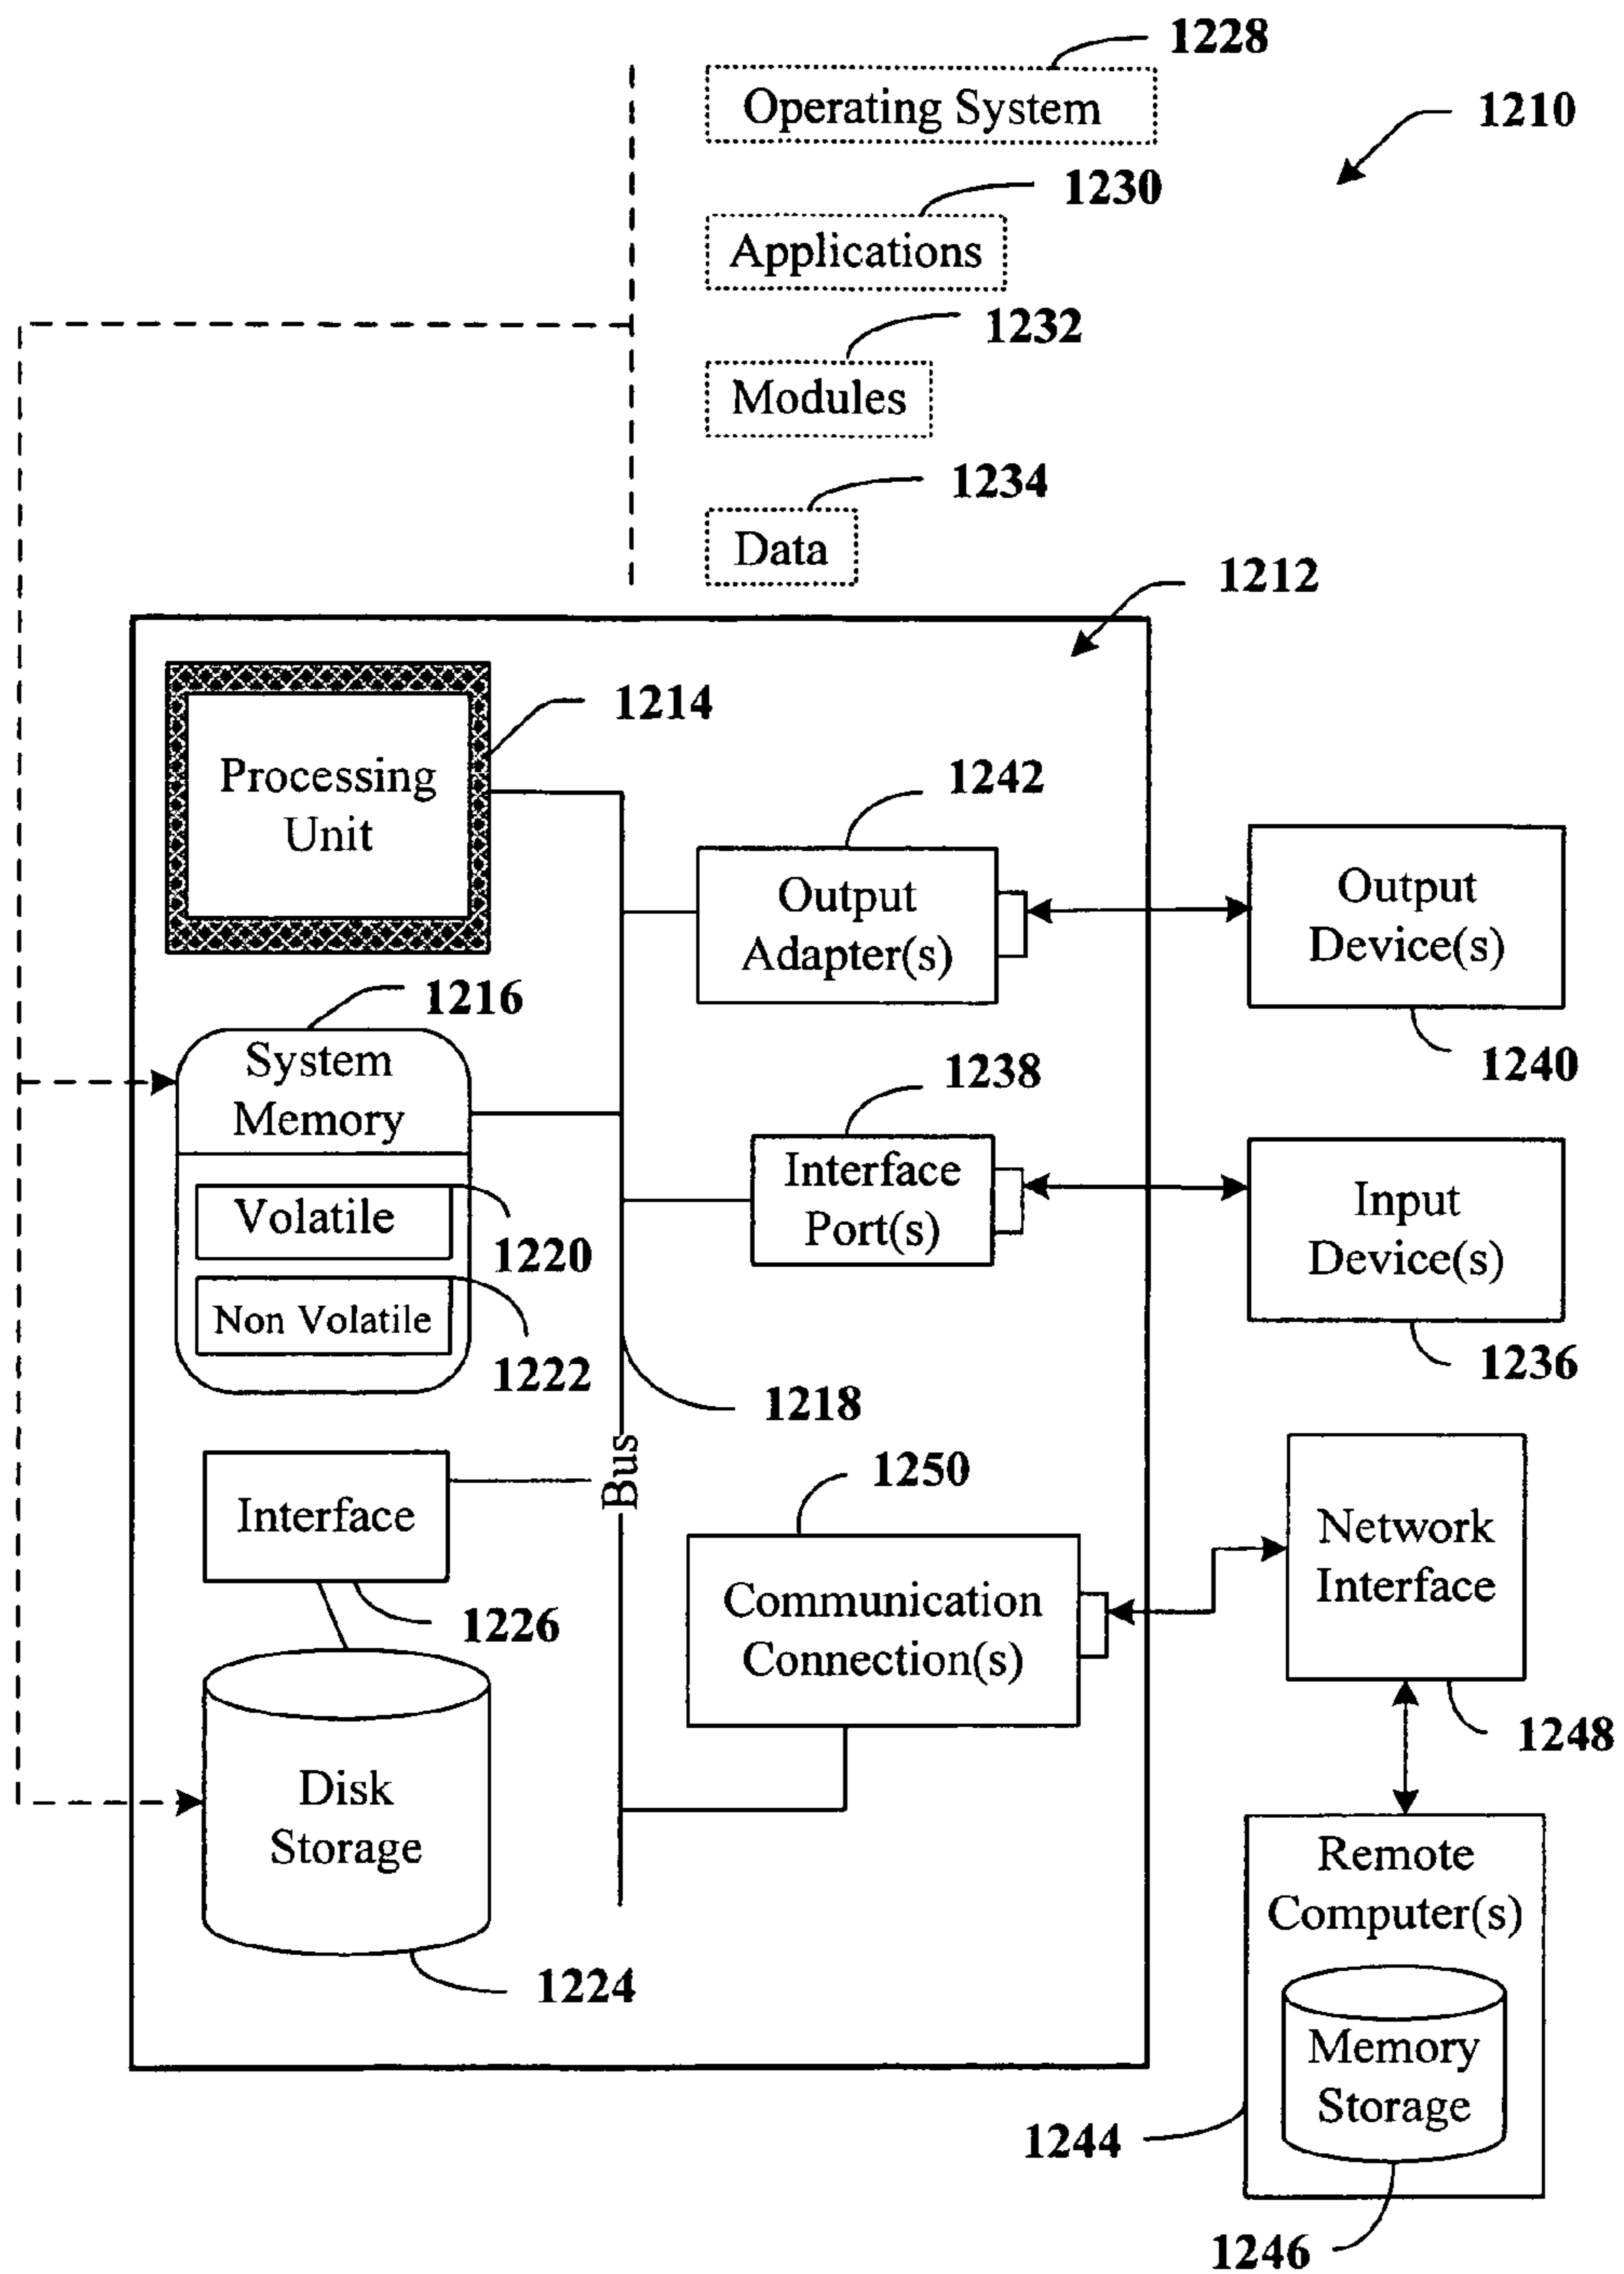 1228
Operating System
1210
1230
Applications
1232
Modules
1234
Data
1212
1214
Processing
Unit
1242
Output
Adapter(s)
Output
Device(s)
1240
1216
System
Memory
1238
Interface
Port(s)
Input
Device(s)
1236
Volatile
1220
Non Volatile
1222
1218
Bus
1250
Interface
1226
Communication
Connection(s)
Network
Interface
1248
Disk
Storage
1224
Remote
Computer(s)
Memory
Storage
1244
1246